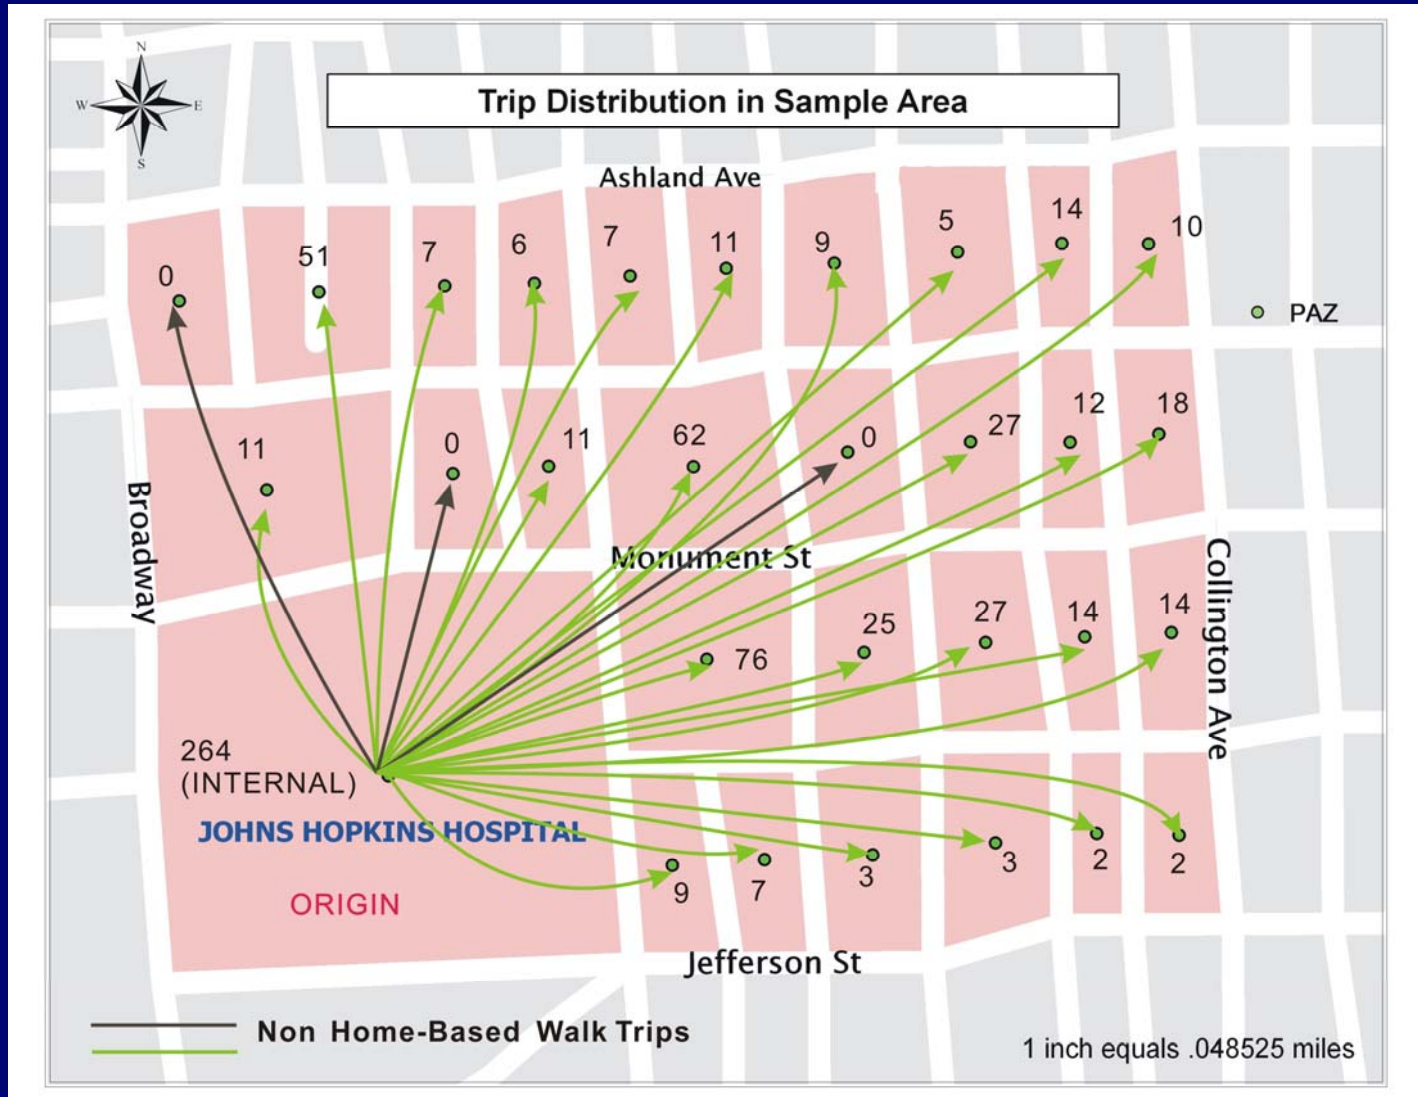 N
W E
S
Trip Distribution in Sample Area
Ashland Ave
0 51 7 6 7 11 9 5 14 10
PAZ
11 0 11 62 0 27 12 18
Broadway
Monument St
Collington Ave
76 25 27 14 14
264
(INTERNAL)
JOHNS HOPKINS HOSPITAL
9 7 3 3 2 2
ORIGIN
Jefferson St
Non Home-Based Walk Trips
1 inch equals .048525 miles